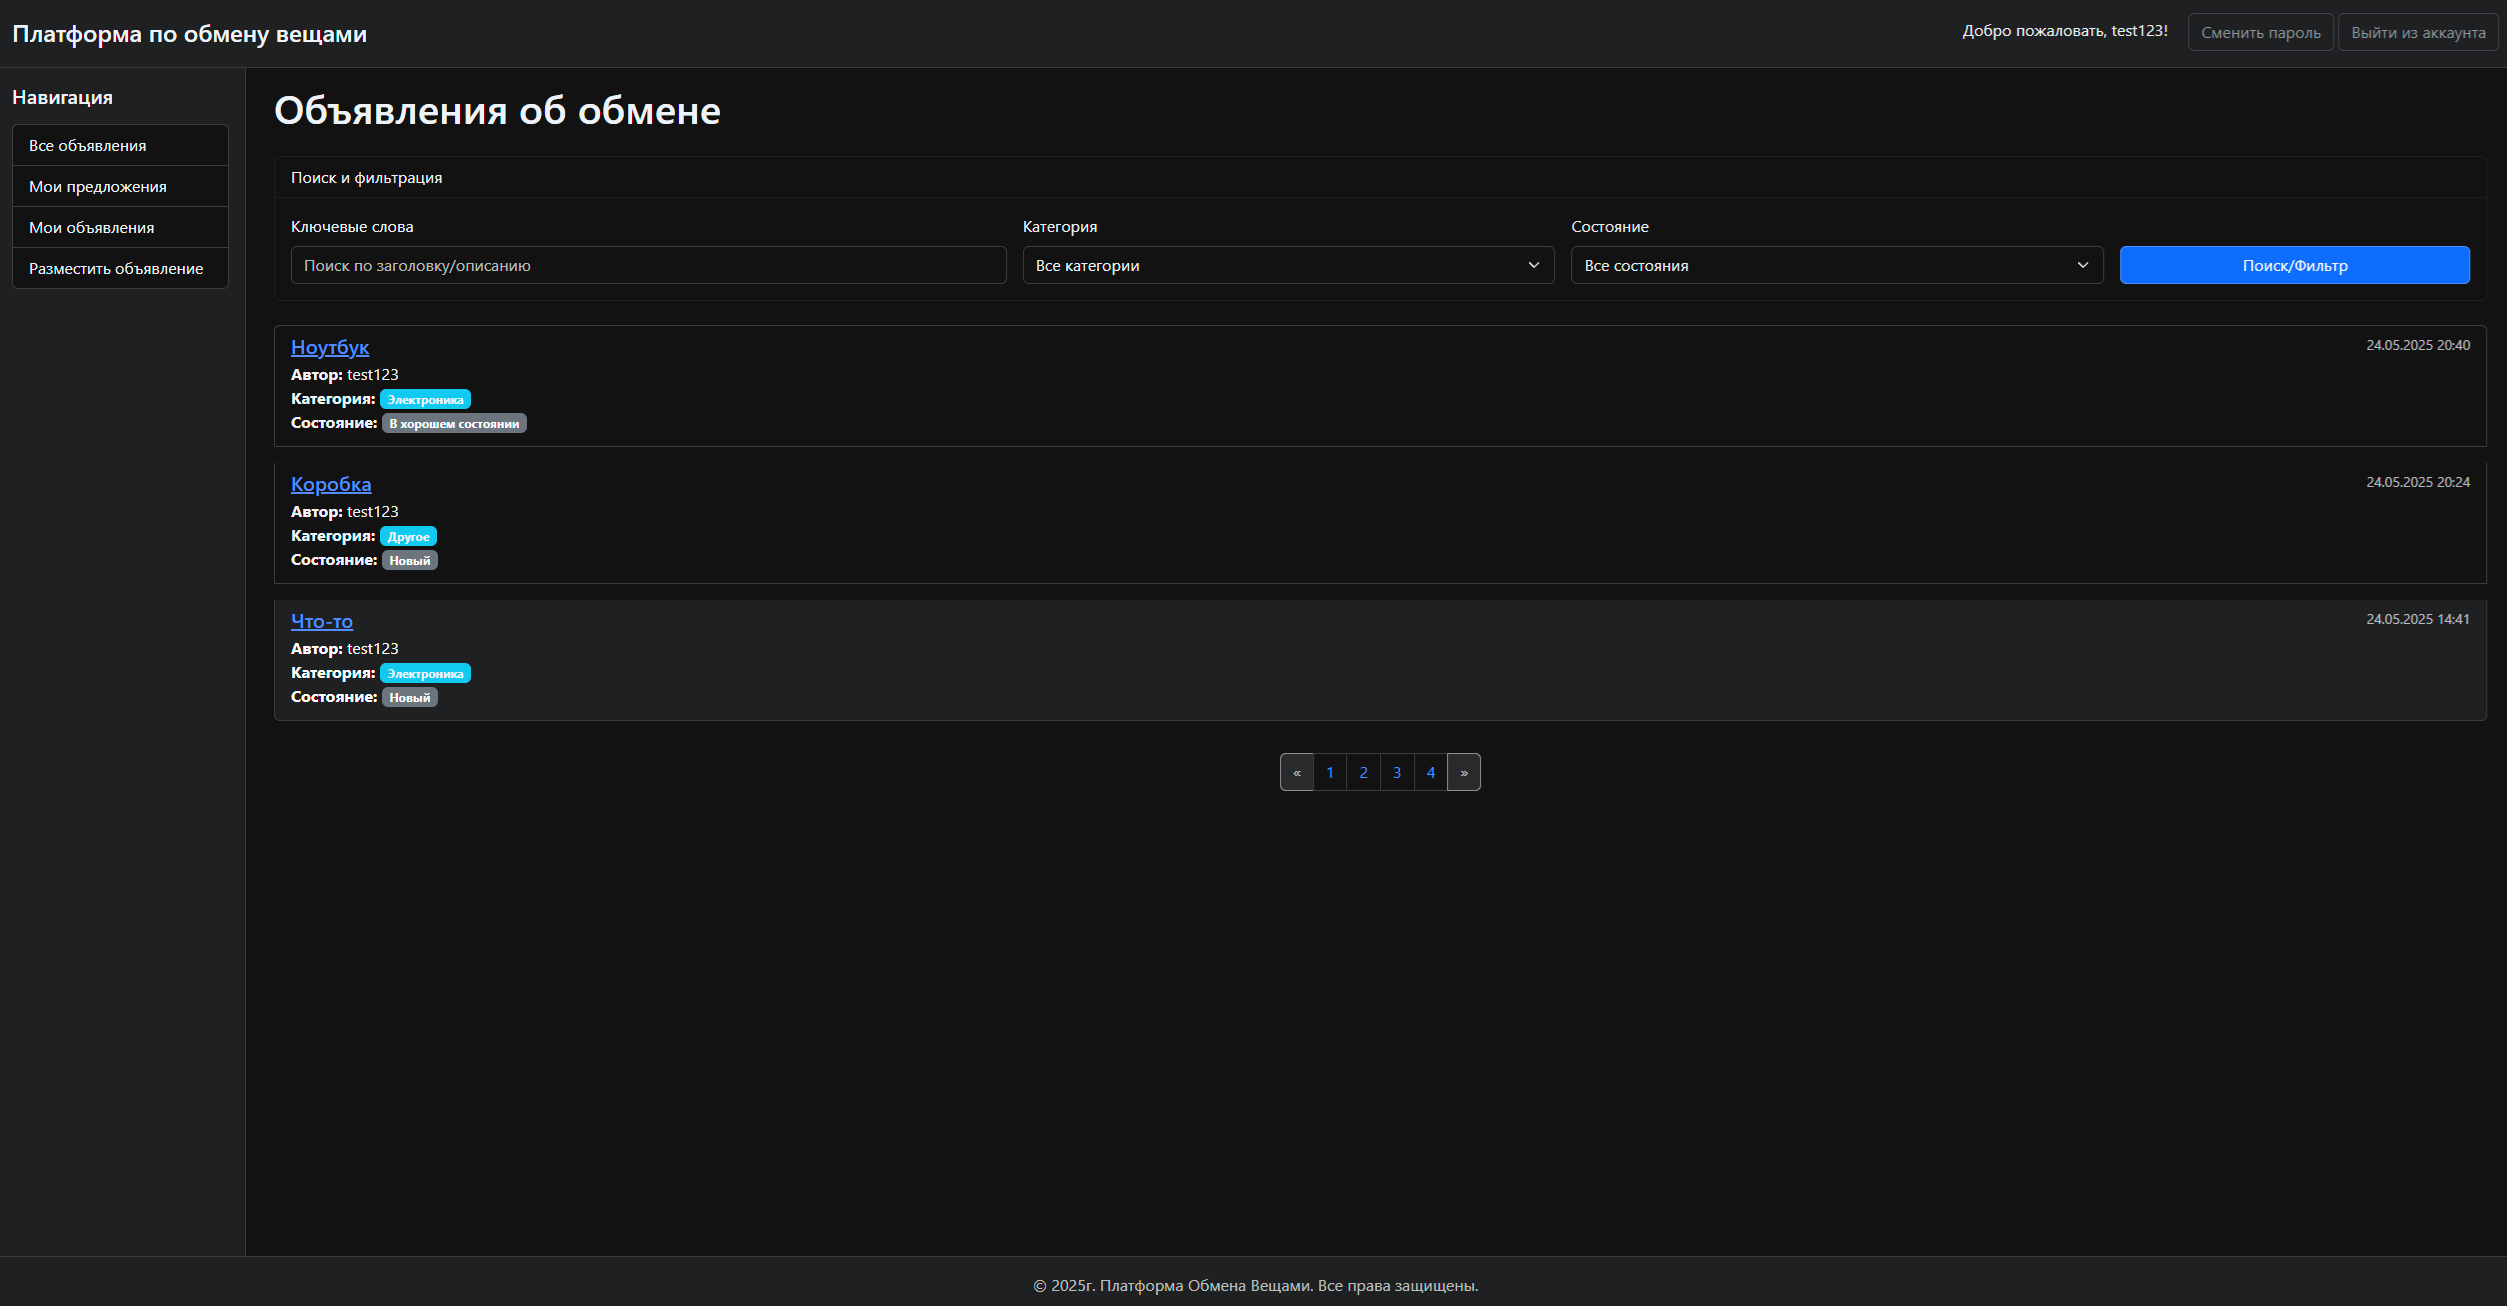 Платформа по обмену вещами
Добро пожаловать, test123!
Сменить пароль
Выйти из аккаунта
Навигация
Все объявления
Мои предложения
Мои объявления
Разместить объявление
Объявления об обмене
Поиск и фильтрация
Ключевые слова
Поиск по заголовку/описанию
Категория
Все категории
Состояние
Все состояния
Поиск/Фильтр
Ноутбук
24.05.2025 20:40
Автор: test123
Категория: Электроника
Состояние: В хорошем состоянии
Коробка
24.05.2025 20:24
Автор: test123
Категория: Другое
Состояние: Новый
Что-то
24.05.2025 14:41
Автор: test123
Категория: Электроника
Состояние: Новый
« 1 2 3 4 »
© 2025г. Платформа Обмена Вещами. Все права защищены.